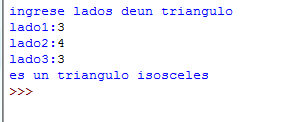 ingrese lados deun triangulo
lado1:3
lado2:4
lado3:3
es un triangulo isosceles
>>>